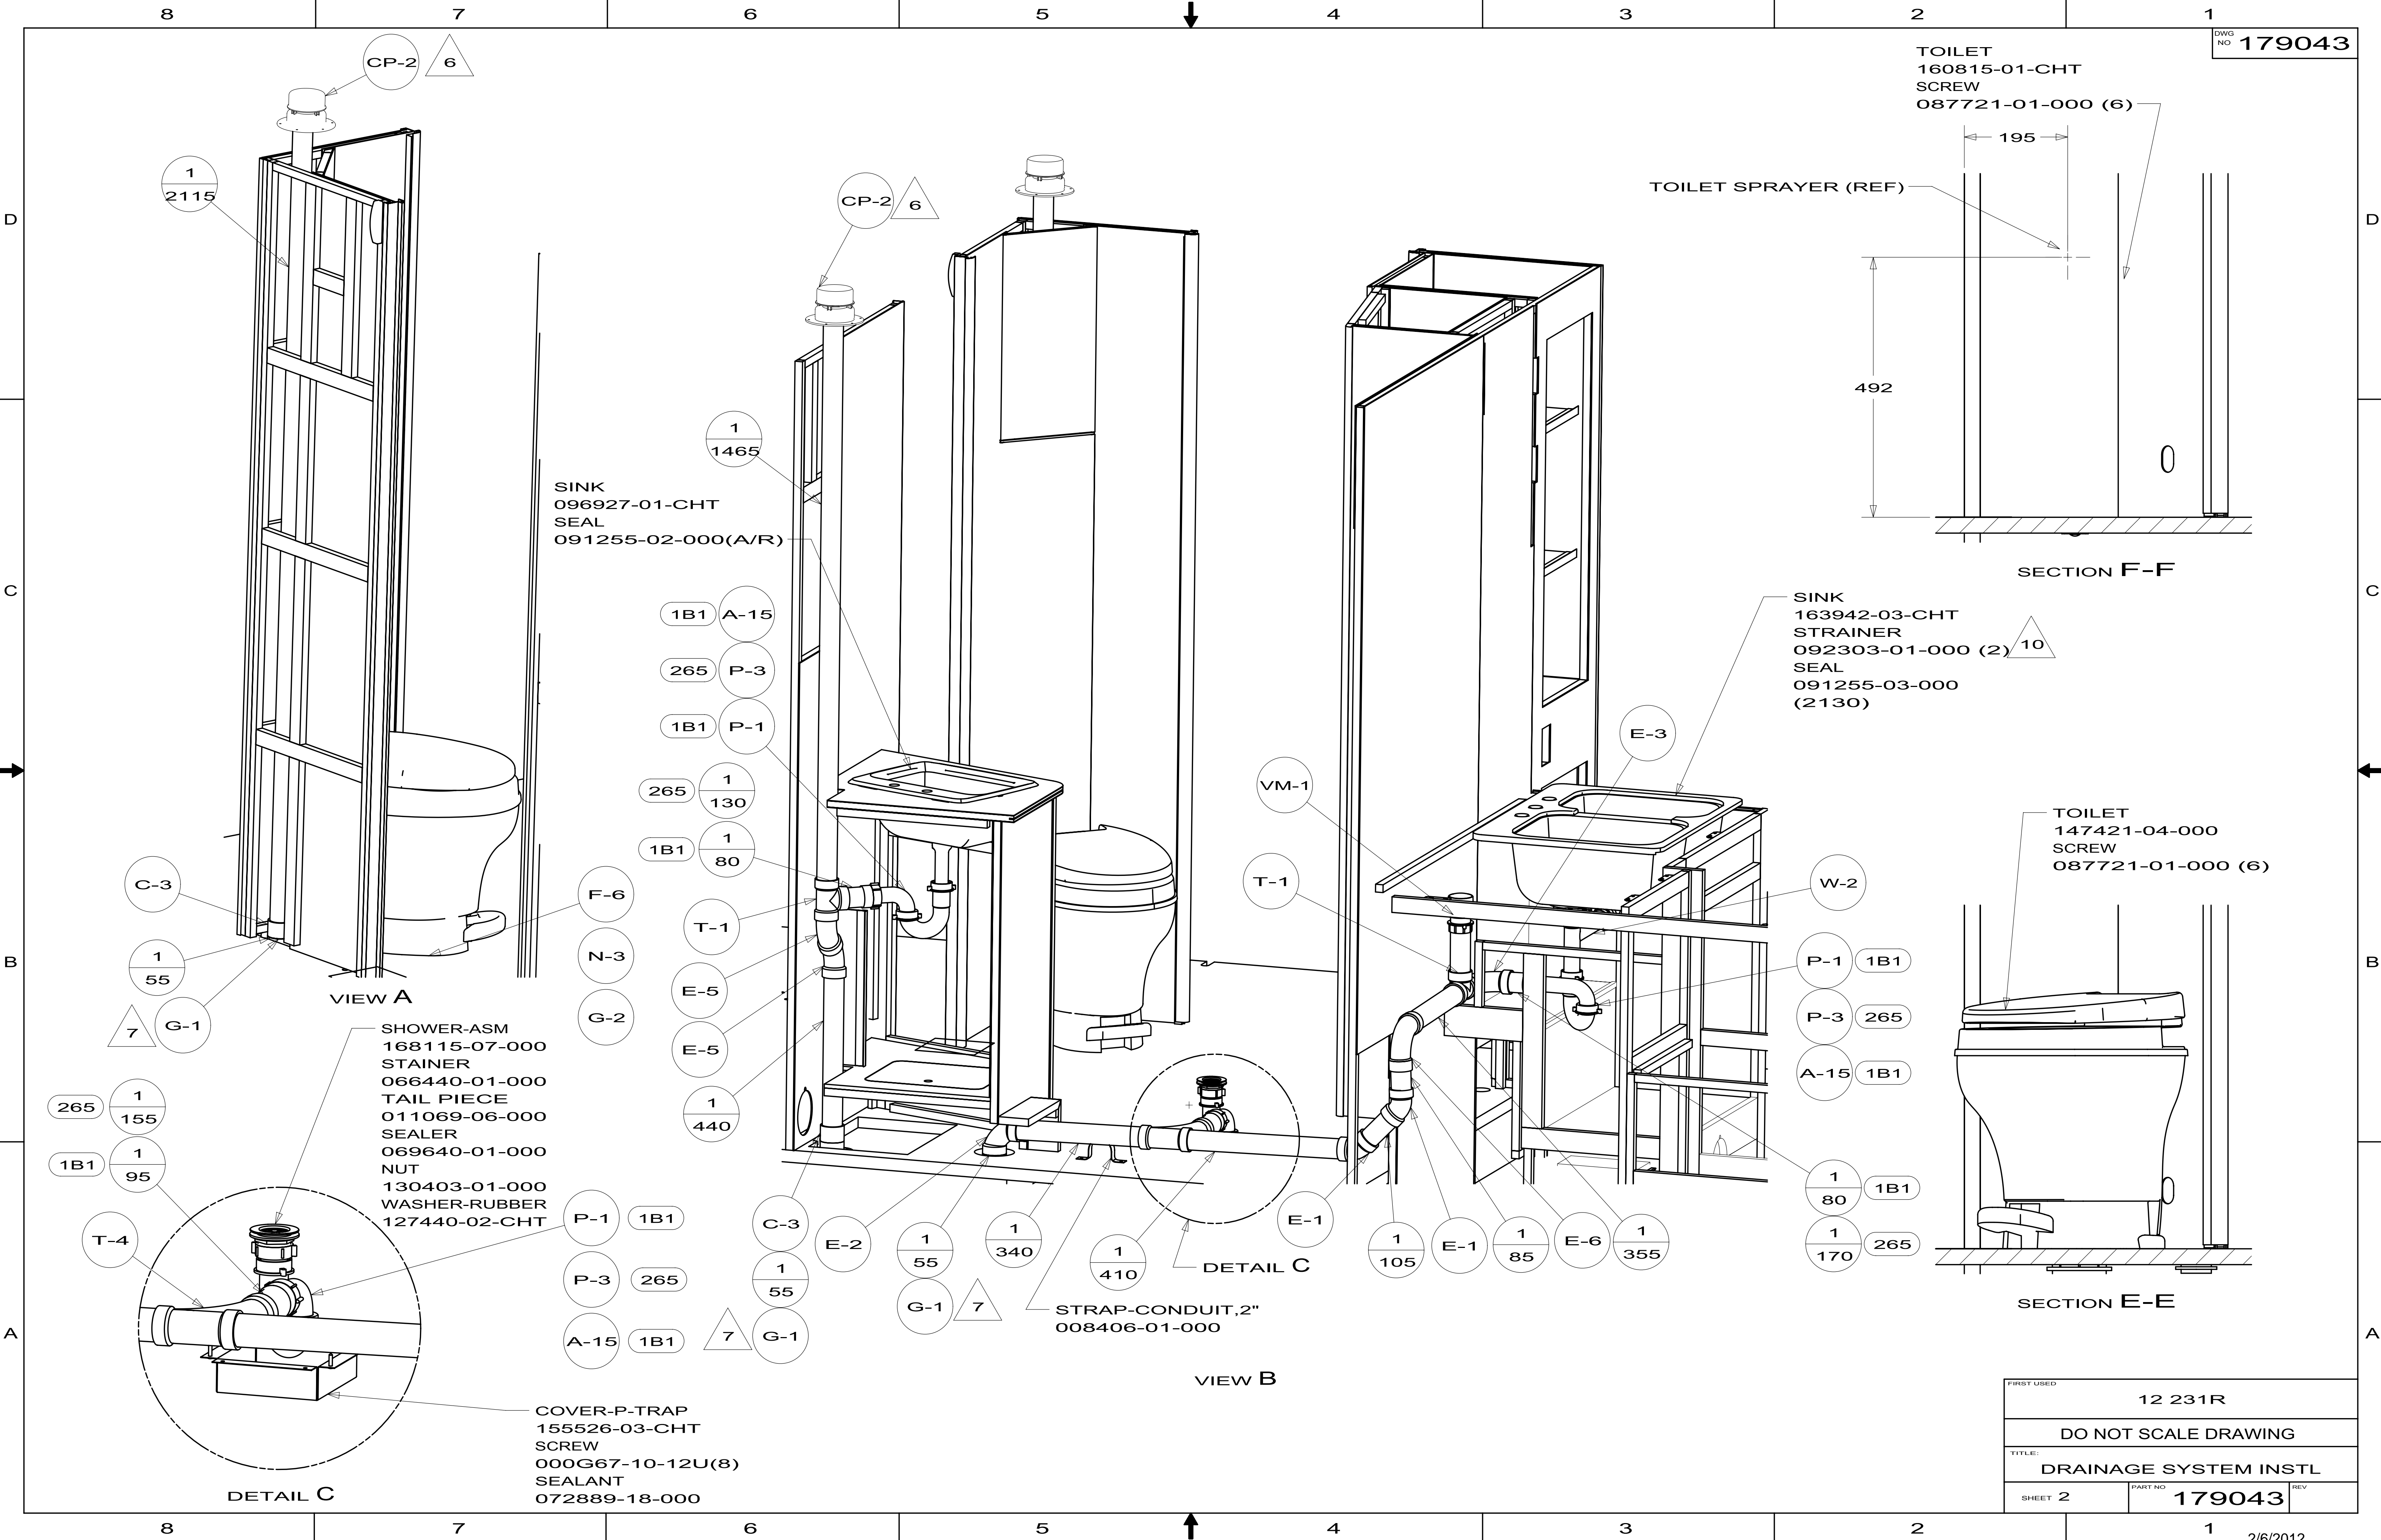 8 7 6 5 4 3 2 1
DWG NO 179043
D
C
B
A
D
C
B
A
CP-2 6
1
2115
C-3
1
55
7 G-1
F-6
N-3
G-2
VIEW A
SHOWER-ASM
168115-07-000
STAINER
066440-01-000
TAIL PIECE
011069-06-000
SEALER
069640-01-000
NUT
130403-01-000
WASHER-RUBBER
127440-02-CHT
265 1
155
1B1 1
95
T-4
P-1 1B1
P-3 265
A-15 1B1
COVER-P-TRAP
155526-03-CHT
SCREW
000G67-10-12U(8)
SEALANT
072889-18-000
DETAIL C
CP-2 6
1
1465
SINK
096927-01-CHT
SEAL
091255-02-000(A/R)
1B1 A-15
265 P-3
1B1 P-1
265 1
130
1B1 1
80
T-1
E-5
E-5
1
440
C-3
1
55
7 G-1
E-2
1
55
G-1 7
1
340
1
410
STRAP-CONDUIT,2"
008406-01-000
DETAIL C
VIEW B
VM-1
T-1
E-3
SINK
163942-03-CHT
STRAINER
092303-01-000 (2) 10
SEAL
091255-03-000
(2130)
W-2
P-1 1B1
P-3 265
A-15 1B1
1
80 1B1
1
170 265
E-1
1
105
E-1
1
85
E-6
1
355
TOILET
160815-01-CHT
SCREW
087721-01-000 (6)
195
TOILET SPRAYER (REF)
492
SECTION F-F
TOILET
147421-04-000
SCREW
087721-01-000 (6)
SECTION E-E
FIRST USED
12 231R
DO NOT SCALE DRAWING
TITLE:
DRAINAGE SYSTEM INSTL
SHEET 2 PART NO 179043 REV
8 7 6 5 4 3 2 1
2/6/2012